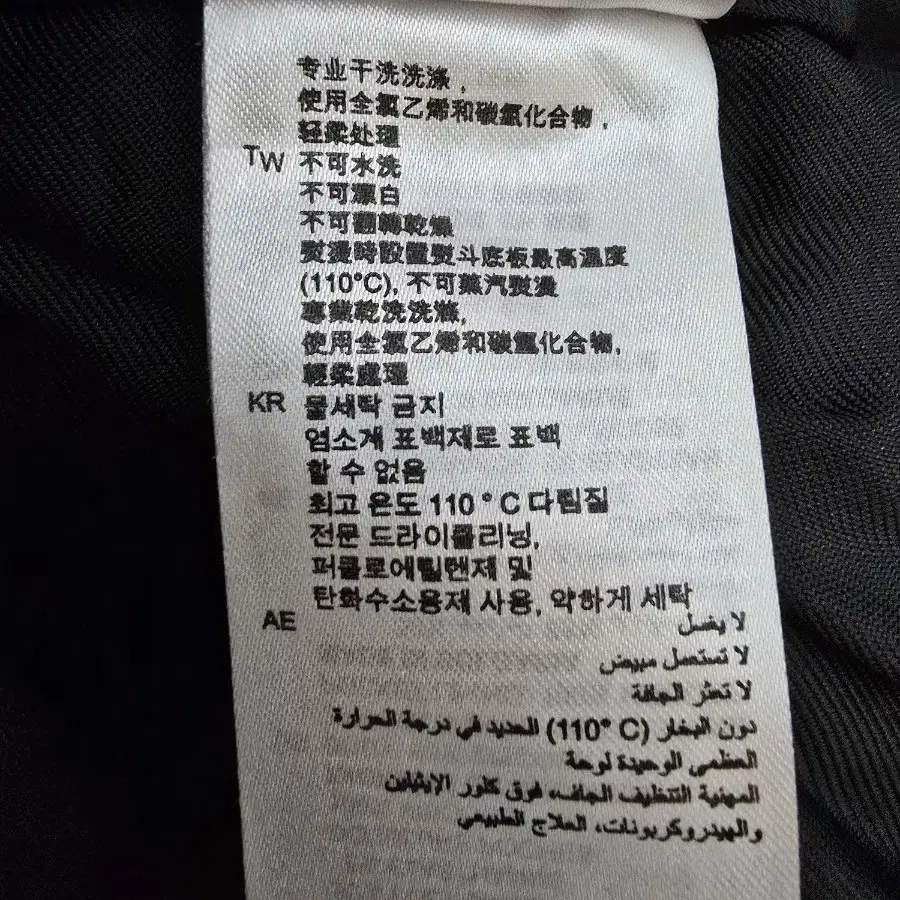 专业干洗洗涤,
使用全氯乙烯和碳氢化合物,
轻柔处理
TW 不可水洗
不可漂白
不可翻轉乾燥
熨燙時設置熨斗底板最高溫度
(110°C), 不可蒸汽熨燙
專業乾洗洗滌,
使用全氯乙烯和碳氫化合物,
輕柔處理
KR 물세탁 금지
염소계 표백제로 표백
할 수 없음
최고 온도 110 ° C 다림질
전문 드라이클리닝,
퍼클로에틸렌제 및
탄화수소용제 사용, 약하게 세탁
AE لا يغسل
لا تستعمل مبيض
لا تعثر الجافة
دون البخار (110° C) الحديد في درجة الحرارة
العظمى الوحيدة لوحة
المهنية التنظيف الجاف، فوق كلور الإيثيلين
والهيدروكربونات، العلاج الطبيعي